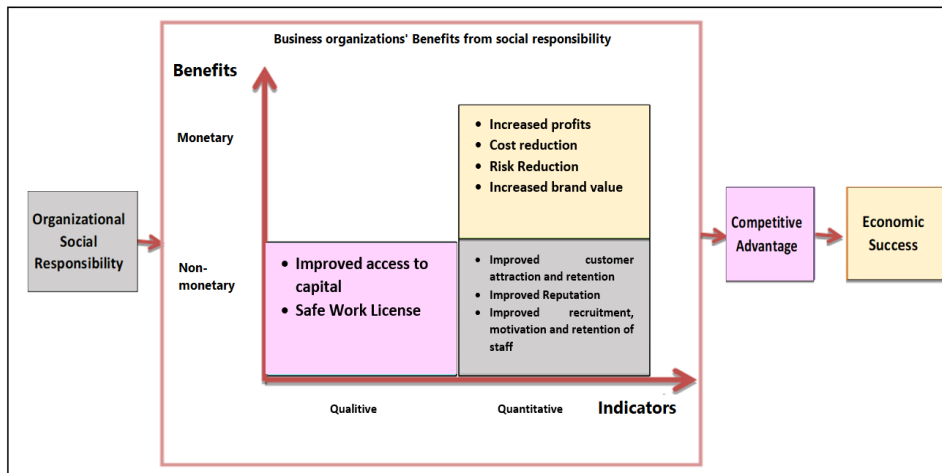 Business organizations' Benefits from social responsibility
Benefits
Monetary
• Increased profits
• Cost reduction
• Risk Reduction
• Increased brand value
Organizational
Social
Responsibility
Competitive
Advantage
Economic
Success
Non-
monetary
• Improved access to
capital
• Safe Work License
• Improved customer
attraction and retention
• Improved Reputation
• Improved recruitment,
motivation and retention of
staff
Qualitive
Quantitative
Indicators